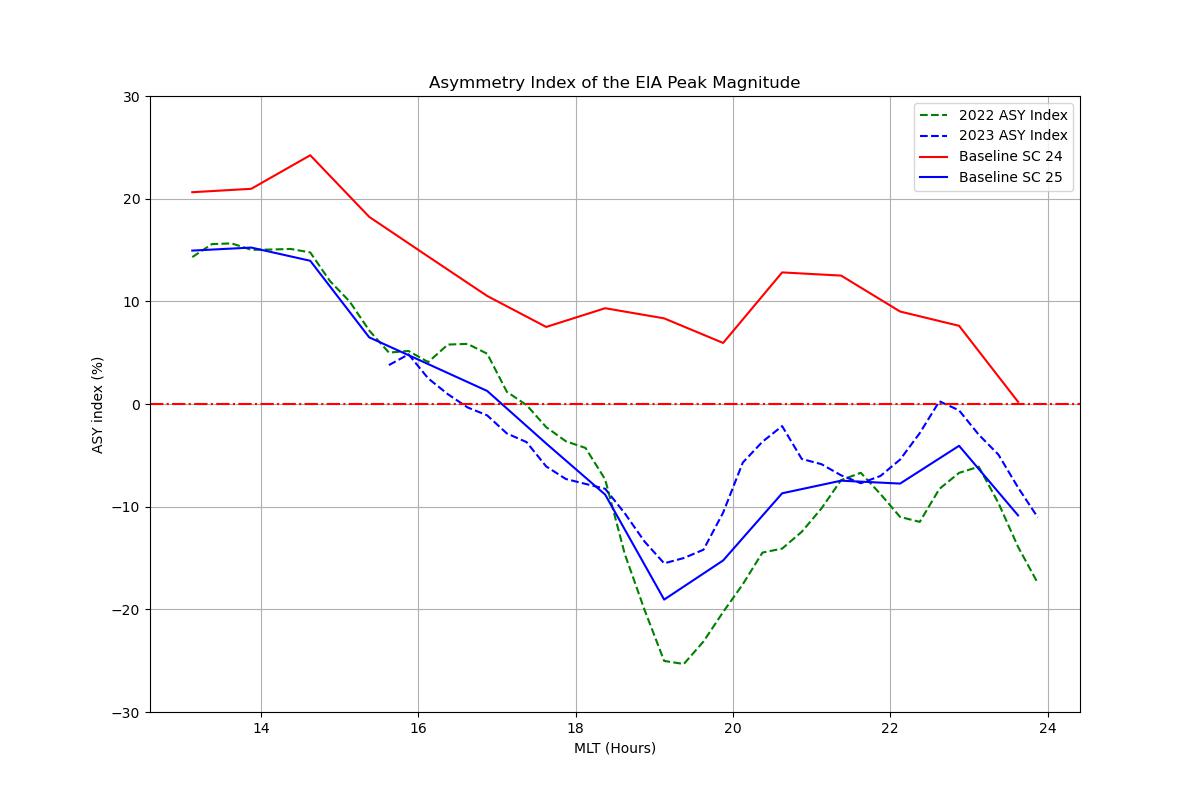 Asymmetry Index of the EIA Peak Magnitude
30
20
10
0
−10
−20
−30
ASY index (%)
2022 ASY Index
2023 ASY Index
Baseline SC 24
Baseline SC 25
14 16 18 20 22 24
MLT (Hours)